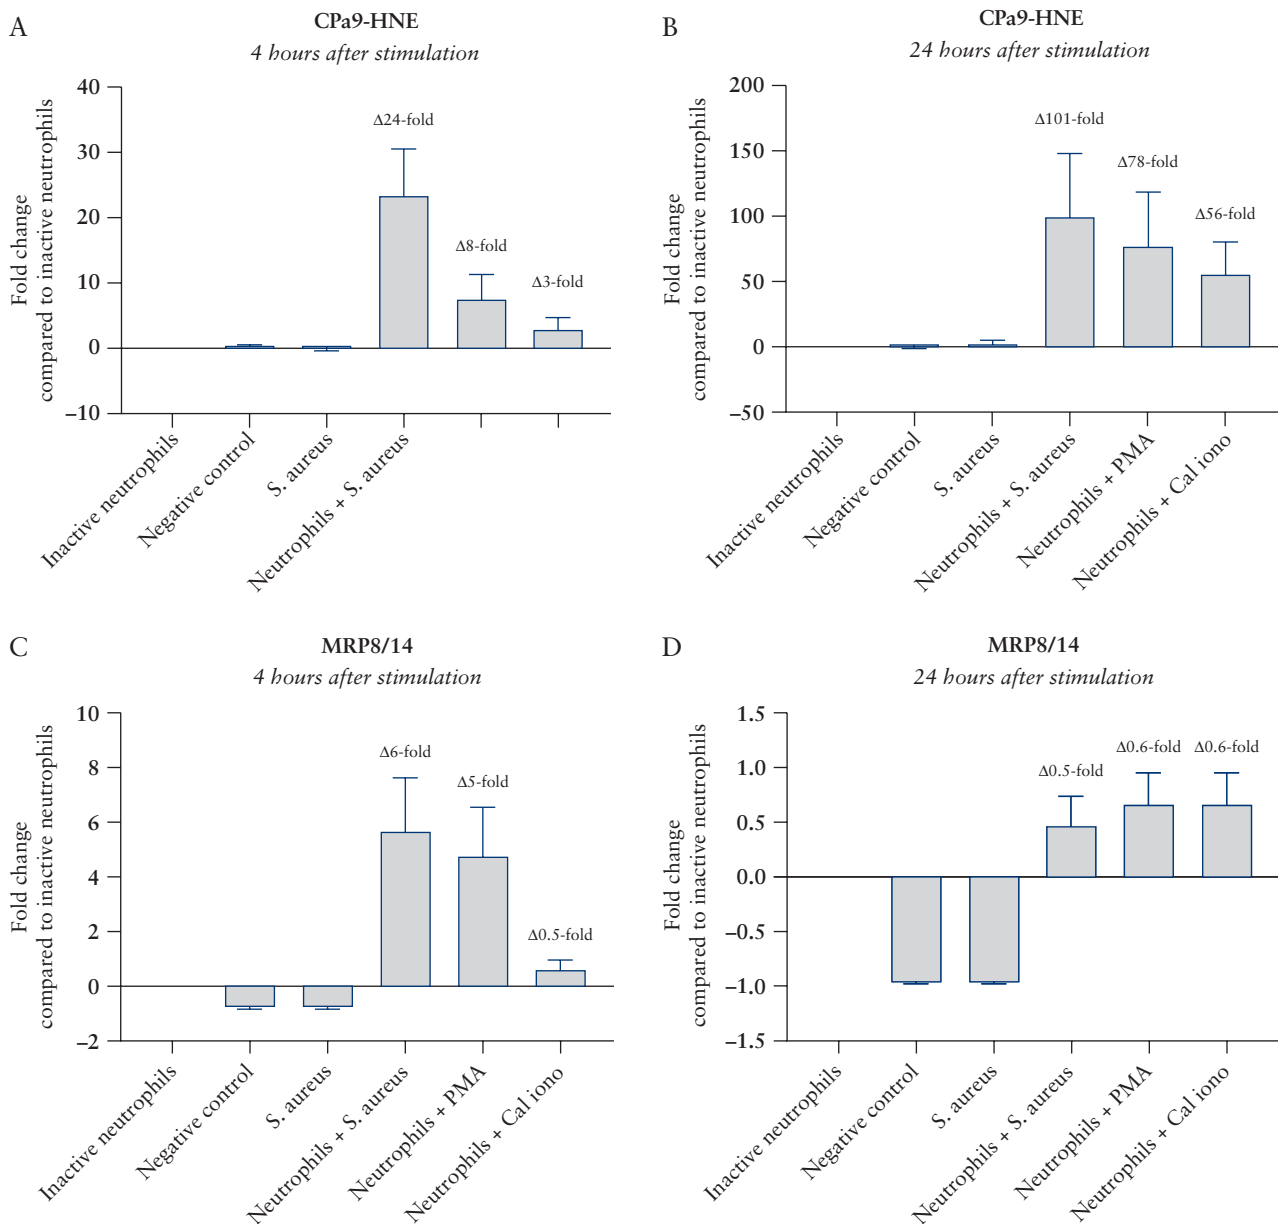 A
CPa9-HNE
4 hours after stimulation
Fold change
compared to inactive neutrophils
40
30
20
10
0
–10
Δ24-fold
Δ8-fold
Δ3-fold
Inactive neutrophils
Negative control
S. aureus
Neutrophils + S. aureus
B
CPa9-HNE
24 hours after stimulation
Fold change
compared to inactive neutrophils
200
150
100
50
0
–50
Δ101-fold
Δ78-fold
Δ56-fold
Inactive neutrophils
Negative control
S. aureus
Neutrophils + S. aureus
Neutrophils + PMA
Neutrophils + Cal iono
C
MRP8/14
4 hours after stimulation
Fold change
compared to inactive neutrophils
10
8
6
4
2
0
–2
Δ6-fold
Δ5-fold
Δ0.5-fold
Inactive neutrophils
Negative control
S. aureus
Neutrophils + S. aureus
Neutrophils + PMA
Neutrophils + Cal iono
D
MRP8/14
24 hours after stimulation
Fold change
compared to inactive neutrophils
1.5
1.0
0.5
0.0
–0.5
–1.0
–1.5
Δ0.5-fold
Δ0.6-fold
Δ0.6-fold
Inactive neutrophils
Negative control
S. aureus
Neutrophils + S. aureus
Neutrophils + PMA
Neutrophils + Cal iono